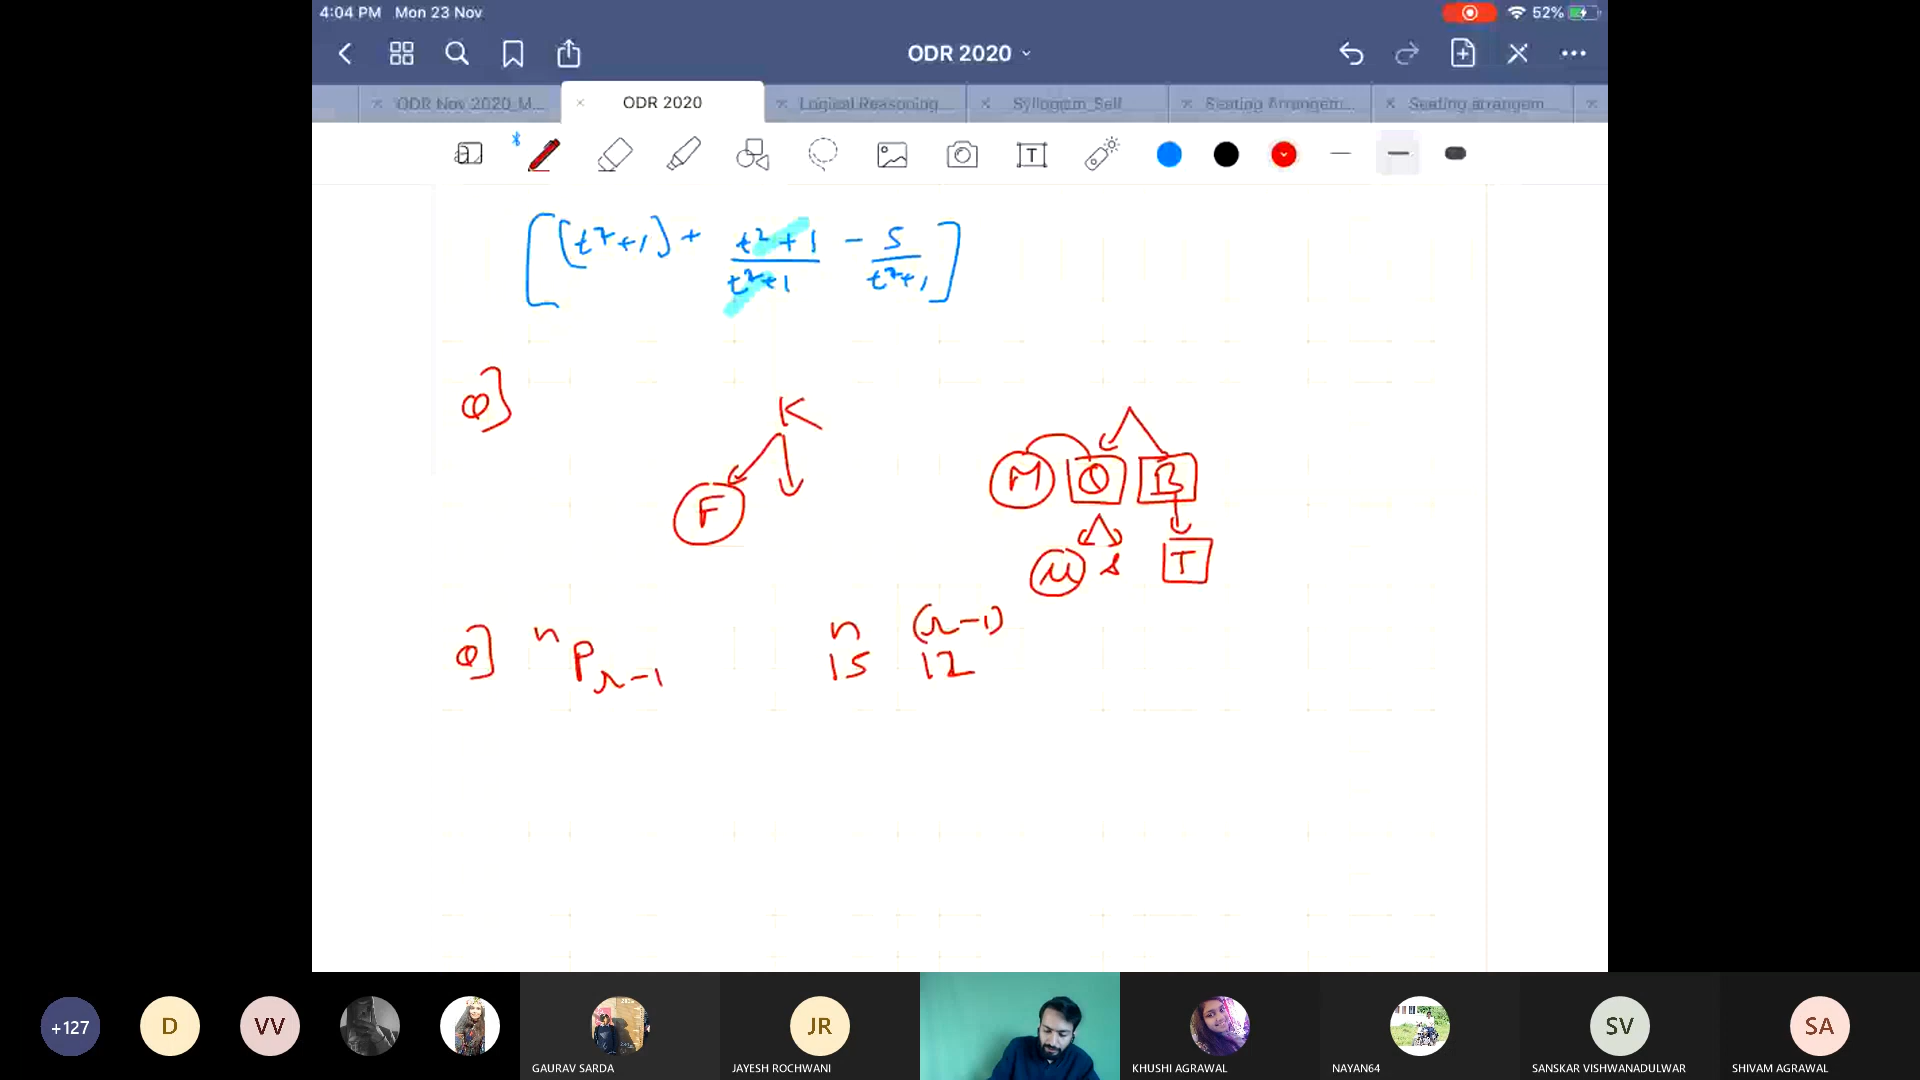 4:04 PM Mon 23 Nov
52%
ODR 2020
ODR Nov 2020_M...
ODR 2020
Logical Reasoning_...
Syllogism_Self
Seating Arrangem...
Seating arrangem...
T
[(t²+1) + (t²+1)/(t²+1) - 5/(t²+1)]
Q]
K
F
M Q B
M s T
Q] ⁿP_{r-1}
n (r-1)
15 12
+127
D
VV
JR
SV
SA
GAURAV SARDA
JAYESH ROCHWANI
KHUSHI AGRAWAL
NAYAN64
SANSKAR VISHWANADULWAR
SHIVAM AGRAWAL